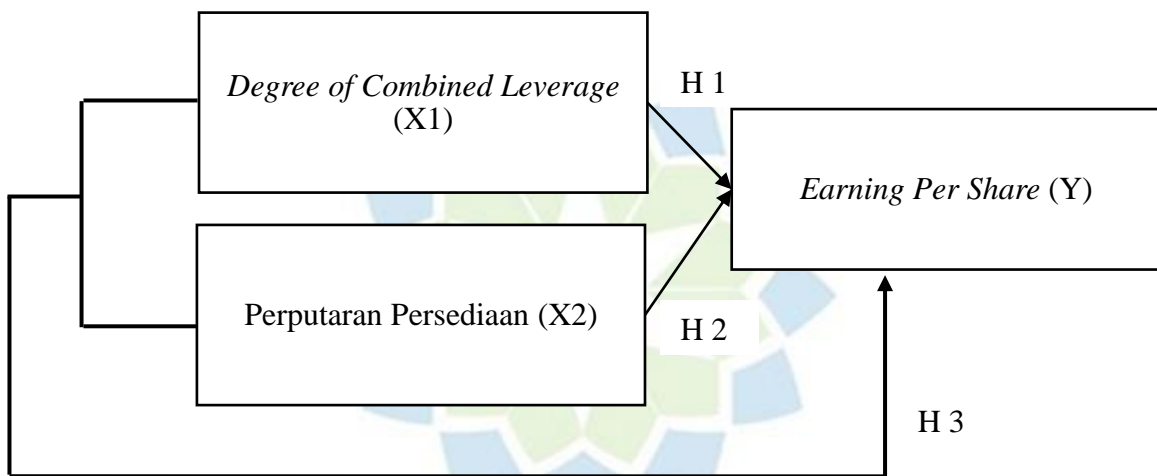 Degree of Combined Leverage
(X1)
H 1
Earning Per Share (Y)
Perputaran Persediaan (X2)
H 2
H 3